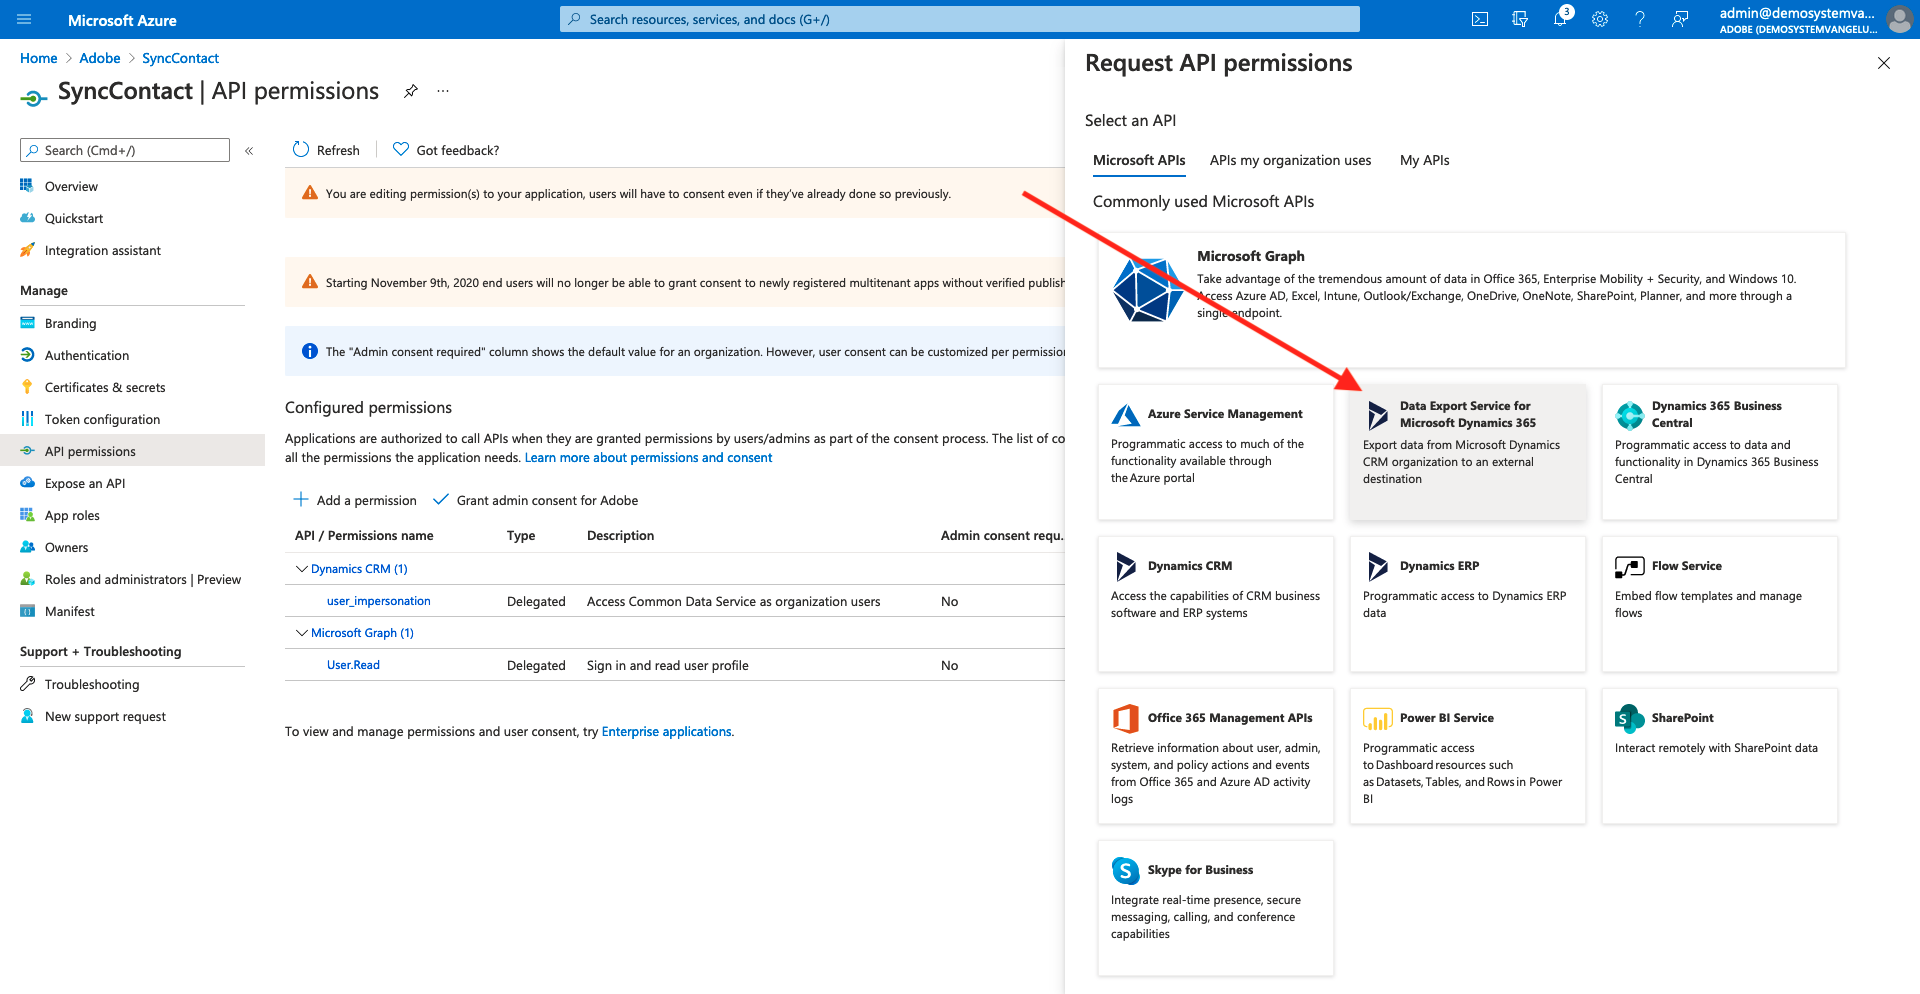 Microsoft Azure
Search resources, services, and docs (G+/)
3
admin@demosystemva...
ADOBE (DEMOSYSTEMVANGELU...
Home > Adobe > SyncContact
SyncContact | API permissions
Search (Cmd+/)
Overview
Quickstart
Integration assistant
Manage
Branding
Authentication
Certificates & secrets
Token configuration
API permissions
Expose an API
App roles
Owners
Roles and administrators | Preview
Manifest
Support + Troubleshooting
Troubleshooting
New support request
Refresh
Got feedback?
You are editing permission(s) to your application, users will have to consent even if they've already done so previously.
Starting November 9th, 2020 end users will no longer be able to grant consent to newly registered multitenant apps without verified publish
The "Admin consent required" column shows the default value for an organization. However, user consent can be customized per permission
Configured permissions
Applications are authorized to call APIs when they are granted permissions by users/admins as part of the consent process. The list of co
all the permissions the application needs. Learn more about permissions and consent
Add a permission
Grant admin consent for Adobe
API / Permissions name Type Description Admin consent requ...
Dynamics CRM (1)
user_impersonation Delegated Access Common Data Service as organization users No
Microsoft Graph (1)
User.Read Delegated Sign in and read user profile No
To view and manage permissions and user consent, try Enterprise applications.
Request API permissions
Select an API
Microsoft APIs APIs my organization uses My APIs
Commonly used Microsoft APIs
Microsoft Graph
Take advantage of the tremendous amount of data in Office 365, Enterprise Mobility + Security, and Windows 10.
Access Azure AD, Excel, Intune, Outlook/Exchange, OneDrive, OneNote, SharePoint, Planner, and more through a
single endpoint.
Azure Service Management
Programmatic access to much of the
functionality available through
the Azure portal
Data Export Service for
Microsoft Dynamics 365
Export data from Microsoft Dynamics
CRM organization to an external
destination
Dynamics 365 Business
Central
Programmatic access to data and
functionality in Dynamics 365 Business
Central
Dynamics CRM
Access the capabilities of CRM business
software and ERP systems
Dynamics ERP
Programmatic access to Dynamics ERP
data
Flow Service
Embed flow templates and manage
flows
Office 365 Management APIs
Retrieve information about user, admin,
system, and policy actions and events
from Office 365 and Azure AD activity
logs
Power BI Service
Programmatic access
to Dashboard resources such
as Datasets, Tables, and Rows in Power
BI
SharePoint
Interact remotely with SharePoint data
Skype for Business
Integrate real-time presence, secure
messaging, calling, and conference
capabilities